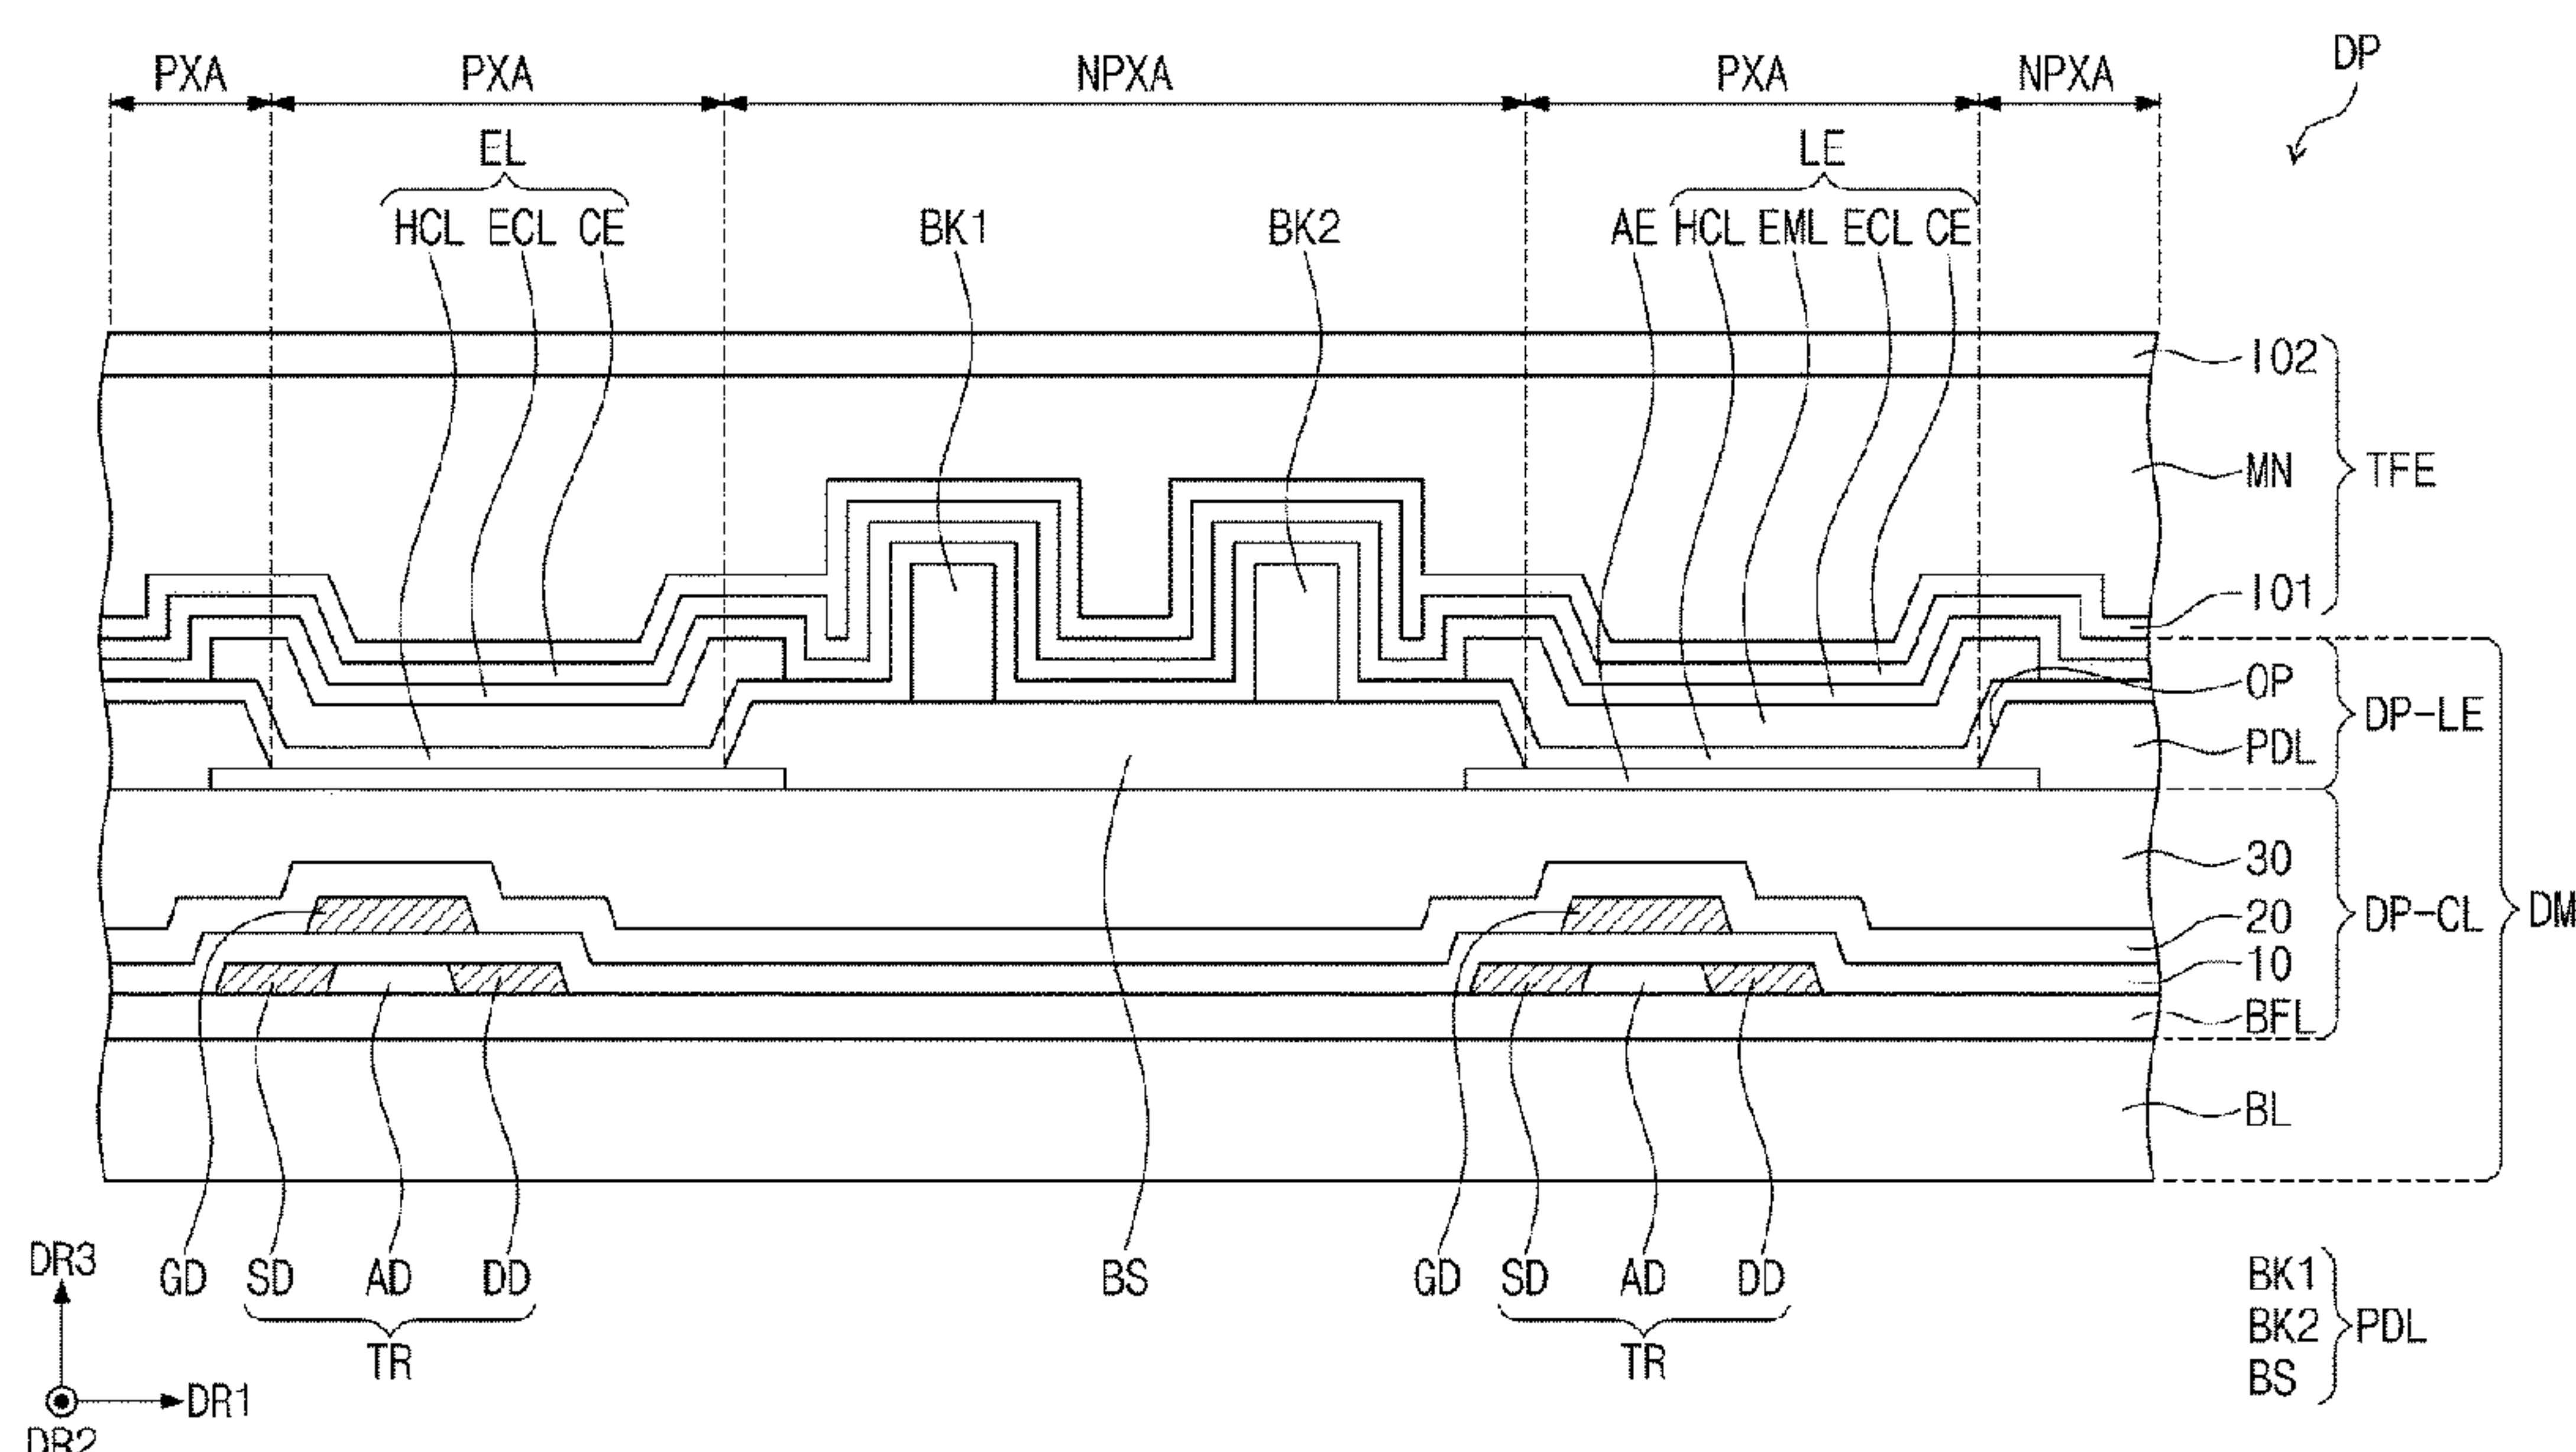 DP
PXA PXA NPXA PXA NPXA
EL LE
HCL ECL CE BK1 BK2 AE HCL EML ECL CE
IO2
MN TFE
IO1
OP DP-LE
PDL
30
20 DP-CL DM
10
BFL
BL
GD SD AD DD BS GD SD AD DD
TR TR
DR3
DR1
DR2
BK1
BK2 PDL
BS